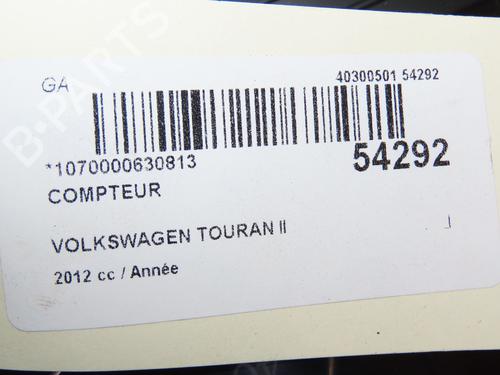 B-PARTS
GA
40300501 54292
*1070000630813
54292
COMPTEUR
VOLKSWAGEN TOURAN II
2012 cc / Année